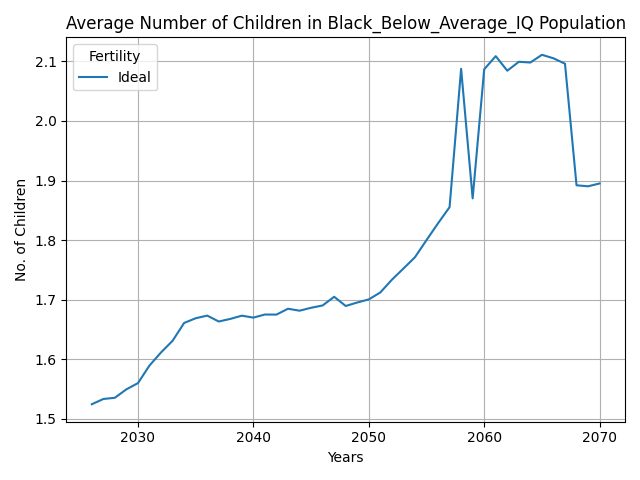 Average Number of Children in Black_Below_Average_IQ Population
Fertility
Ideal
No. of Children
2.1
2.0
1.9
1.8
1.7
1.6
1.5
2030 2040 2050 2060 2070
Years